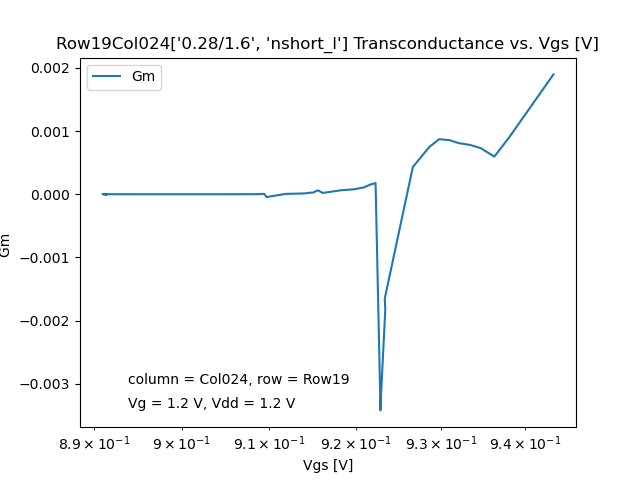 Row19Col024['0.28/1.6', 'nshort_l'] Transconductance vs. Vgs [V]
Gm
0.002
0.001
0.000
−0.001
−0.002
−0.003
Gm
column = Col024, row = Row19
Vg = 1.2 V, Vdd = 1.2 V
8.9 × 10⁻¹ 9 × 10⁻¹ 9.1 × 10⁻¹ 9.2 × 10⁻¹ 9.3 × 10⁻¹ 9.4 × 10⁻¹
Vgs [V]